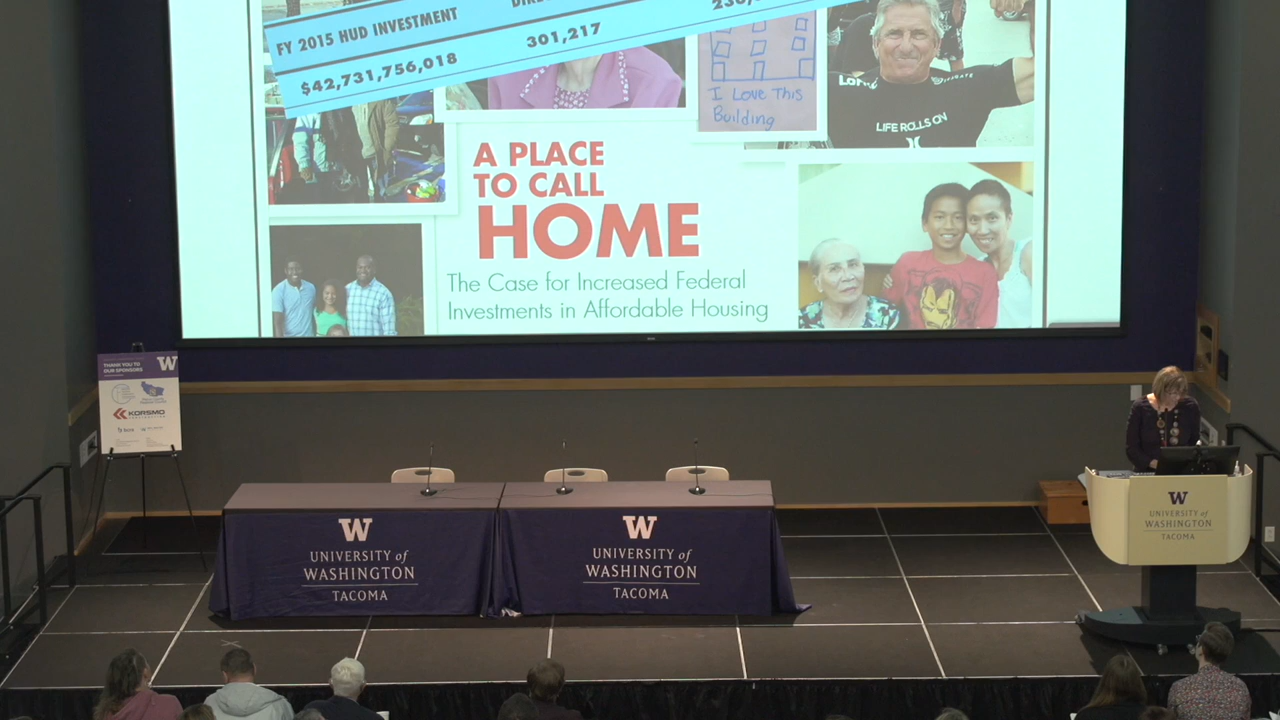 FY 2015 HUD INVESTMENT
$42,731,756,018
301,217
I Love This
Building
LIFE ROLLS ON
A PLACE
TO CALL
HOME
The Case for Increased Federal
Investments in Affordable Housing
THANK YOU TO
OUR SPONSORS
W
KORSMO
W
UNIVERSITY of
WASHINGTON
TACOMA
W
UNIVERSITY of
WASHINGTON
TACOMA
W
UNIVERSITY of
WASHINGTON
TACOMA